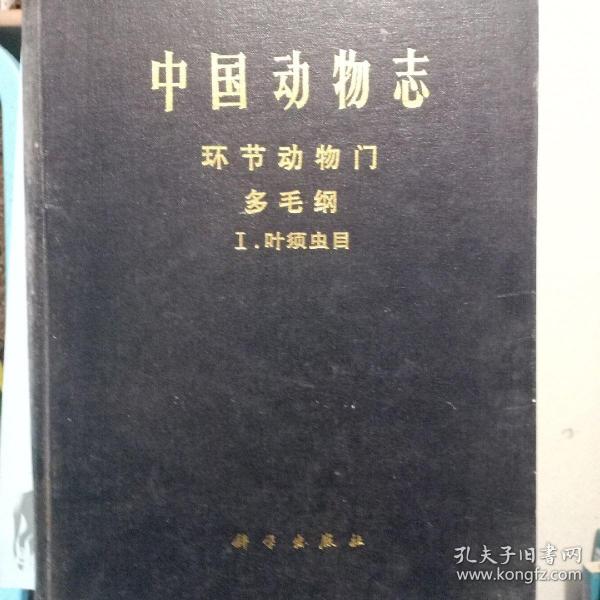 中国动物志
环节动物门
多毛纲
I.叶须虫目
科学出版社
孔夫子旧书网
www.kongfz.com